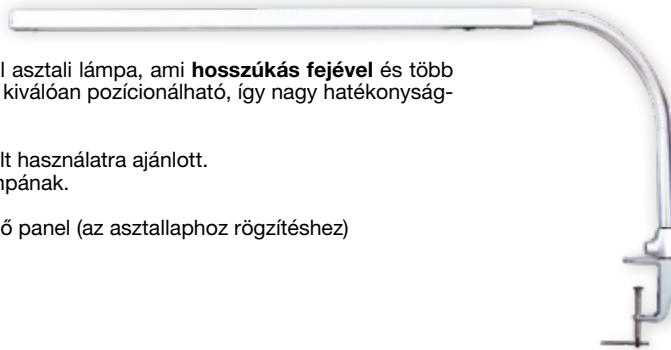 l asztali lámpa, ami hosszúkás fejével és több
kiválóan pozícionálható, így nagy hatékonyság-
lt használatra ajánlott.
mpának.
ő panel (az asztallaphoz rögzítéshez)